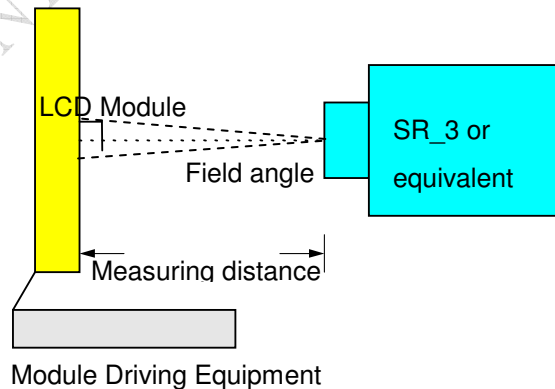 LCD Module
SR_3 or
equivalent
Field angle
Measuring distance
Module Driving Equipment